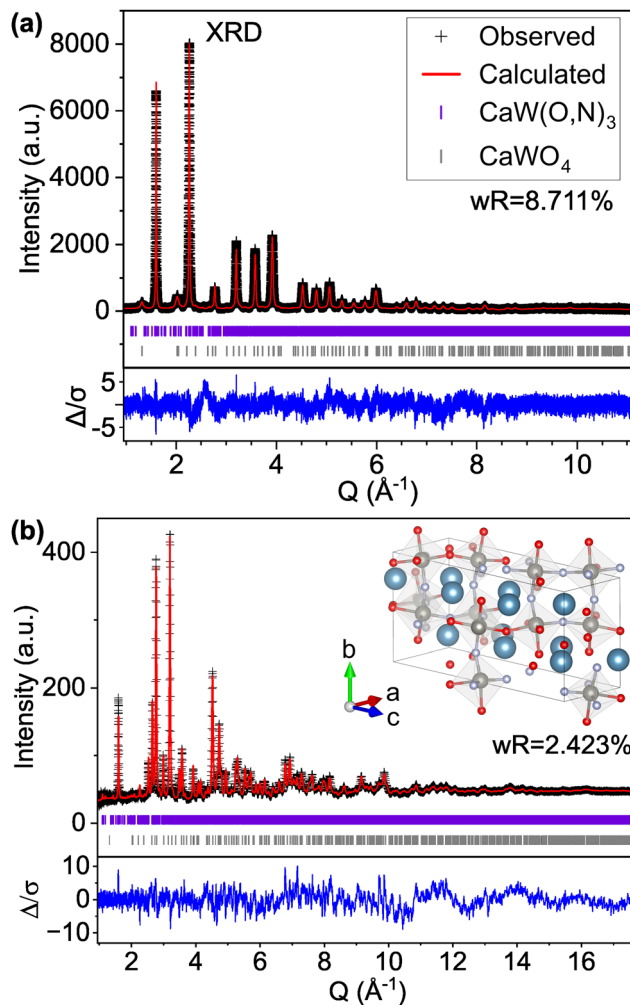 (a)
XRD
Observed
Calculated
CaW(O,N)₃
CaWO₄
wR=8.711%
Intensity (a.u.)
8000
6000
4000
2000
0
Δ/σ
5
-5
2 4 6 8 10
Q (Å⁻¹)
(b)
Intensity (a.u.)
400
200
0
b
a
c
wR=2.423%
Δ/σ
10
0
−10
2 4 6 8 10 12 14 16
Q (Å⁻¹)